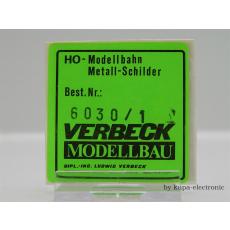 HO-Modellbahn
Metall-Schilder
Best.Nr.:
6030/1
VERBECK
MODELLBAU
DIPL./ING. LUDWIG VERBECK
by kupa-electronic